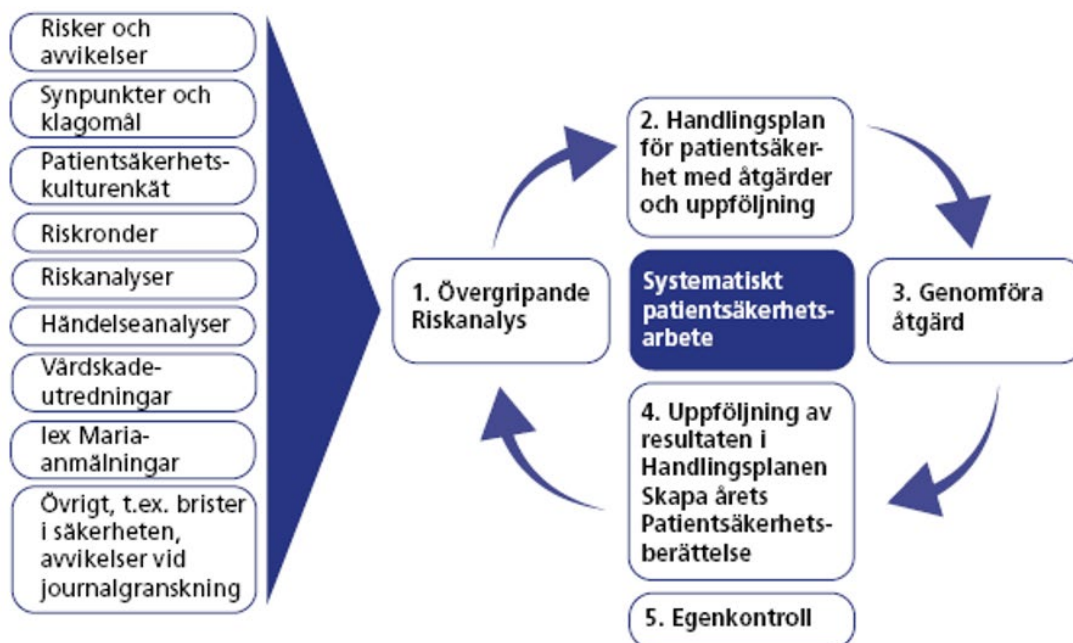 Risker och
avvikelser
Synpunkter och
klagomål
Patientsäkerhets-
kulturenkät
Riskronder
Riskanalyser
Händelseanalyser
Vårdskade-
utredningar
lex Maria-
anmälningar
Övrigt, t.ex. brister
i säkerheten,
avvikelser vid
journalgranskning
1. Övergripande
Riskanalys
2. Handlingsplan
för patientsäker-
het med åtgärder
och uppföljning
Systematiskt
patientsäkerhets-
arbete
3. Genomföra
åtgärd
4. Uppföljning av
resultaten i
Handlingsplanen
Skapa årets
Patientsäkerhets-
berättelse
5. Egenkontroll